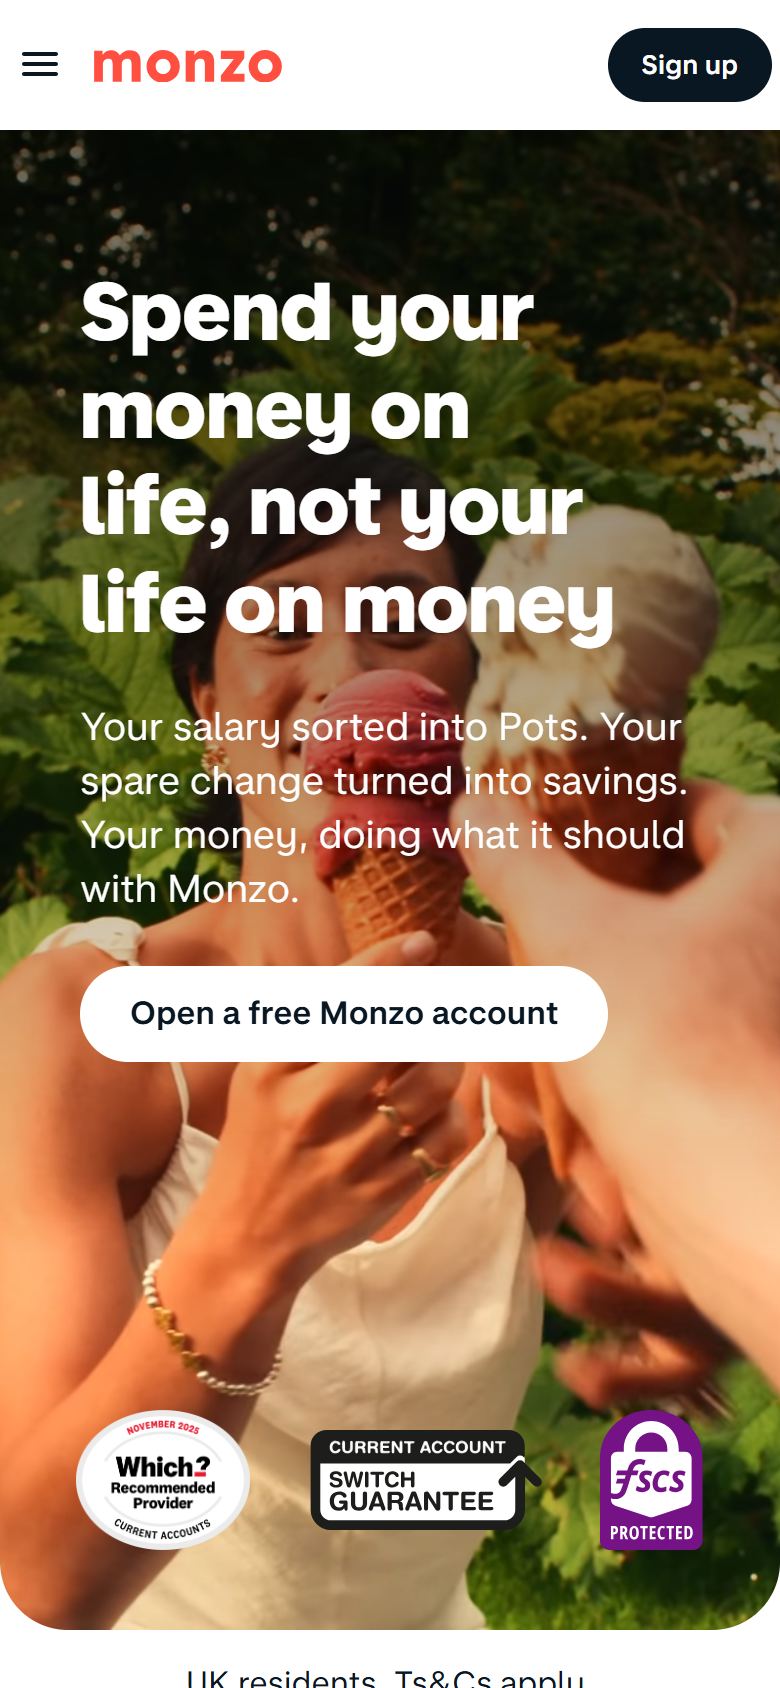 monzo
Sign up
Spend your
money on
life, not your
life on money
Your salary sorted into Pots. Your
spare change turned into savings.
Your money, doing what it should
with Monzo.
Open a free Monzo account
NOVEMBER 2025
Which?
Recommended
Provider
CURRENT ACCOUNTS
CURRENT ACCOUNT
SWITCH
GUARANTEE
fscs
PROTECTED
UK residents. Ts&Cs apply.